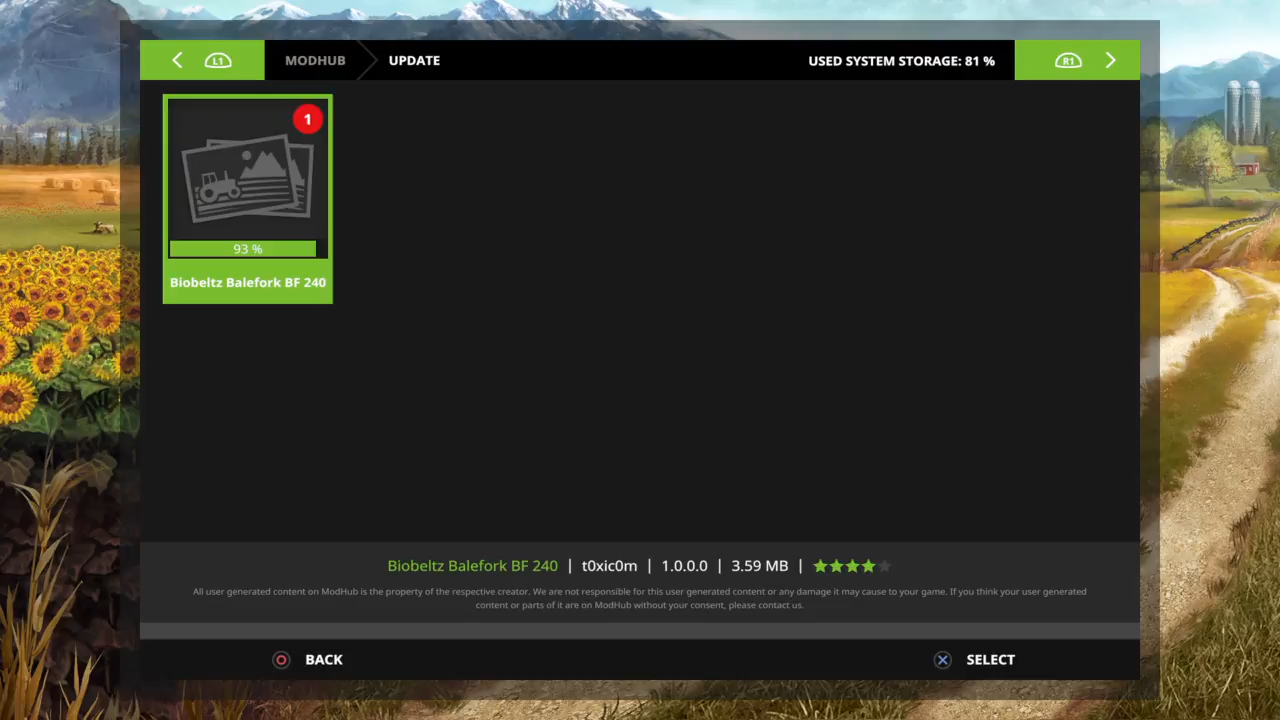 L1
MODHUB
UPDATE
USED SYSTEM STORAGE: 81 %
R1
1
93 %
Biobeltz Balefork BF 240
Biobeltz Balefork BF 240 | t0xic0m | 1.0.0.0 | 3.59 MB |
All user generated content on ModHub is the property of the respective creator. We are not responsible for this user generated content or any damage it may cause to your game. If you think your user generated
content or parts of it are on ModHub without your consent, please contact us.
BACK
SELECT